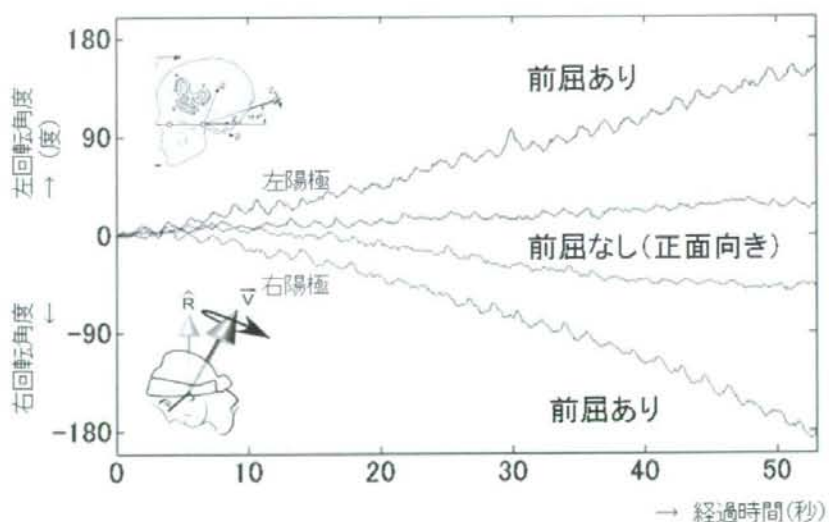 180
前屈あり
90
左回転角度
(度)
→
左陽極
0
前屈なし(正面向き)
右陽極
右回転角度
←
R
V
-90
前屈あり
-180
0
10
20
30
40
50
→ 経過時間(秒)